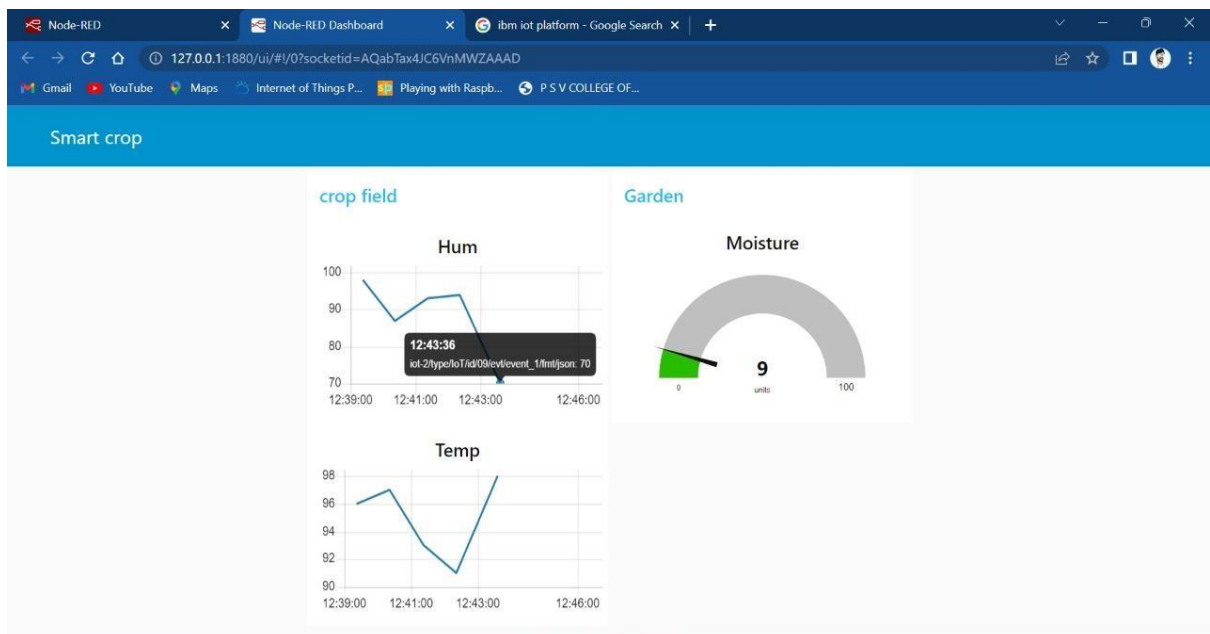 Node-RED
Node-RED Dashboard
ibm iot platform - Google Search
127.0.0.1:1880/ui/#!/0?socketid=AQabTax4JC6VnMWZAAAD
Gmail YouTube Maps Internet of Things P... Playing with Raspb... P S V COLLEGE OF...
Smart crop
crop field
Hum
100
90
80
70
12:39:00 12:41:00 12:43:00 12:46:00
12:43:36
iot-2/type/IoT/id/09/evt/event_1/fmt/json: 70
Temp
98
96
94
92
90
12:39:00 12:41:00 12:43:00 12:46:00
Garden
Moisture
9
0 units 100